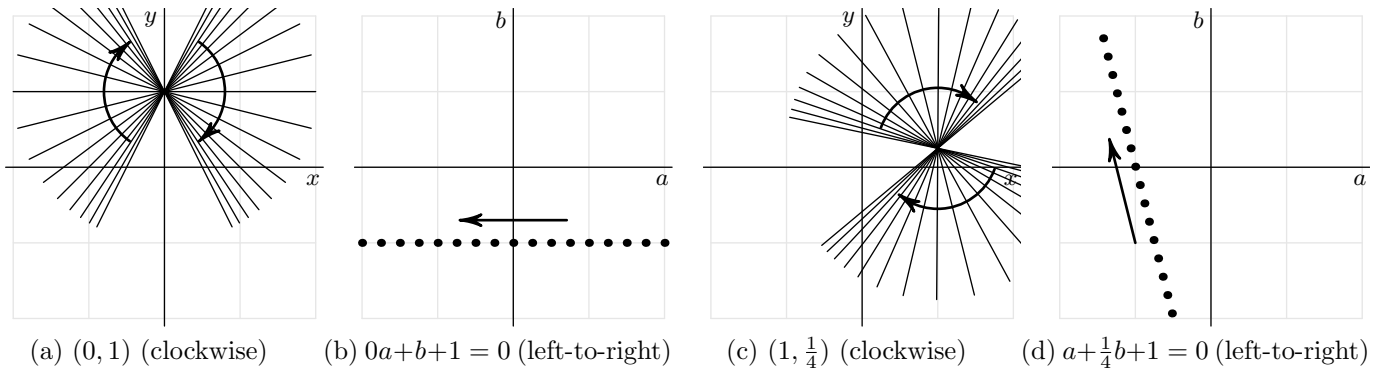 y
x
b
a
y
x
b
a
(a) (0, 1) (clockwise)
(b) 0a+b+1 = 0 (left-to-right)
(c) (1, 1/4) (clockwise)
(d) a+1/4b+1 = 0 (left-to-right)